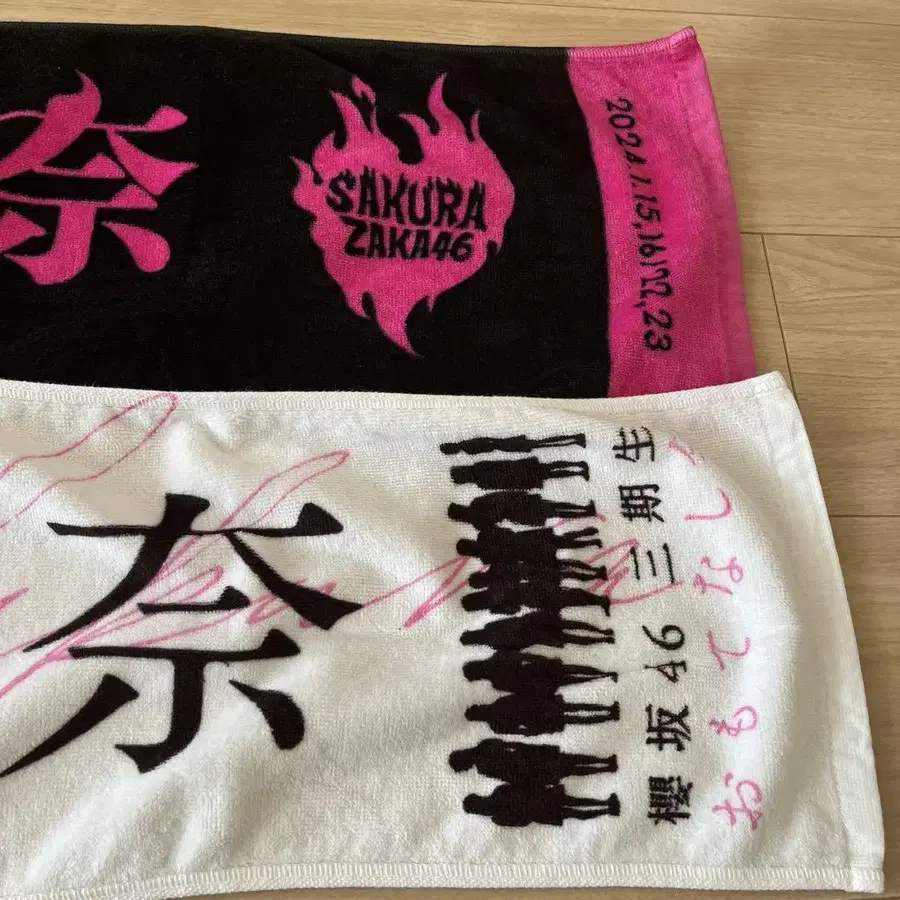 奈
SAKURA
ZAKA46
2024.7.15,16/22,23
奈
櫻坂46 三期生
おもてなし